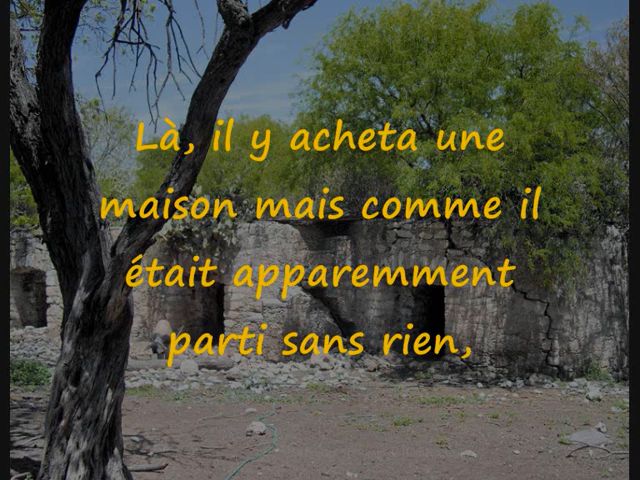 Là, il y acheta une
maison mais comme il
était apparemment
parti sans rien,